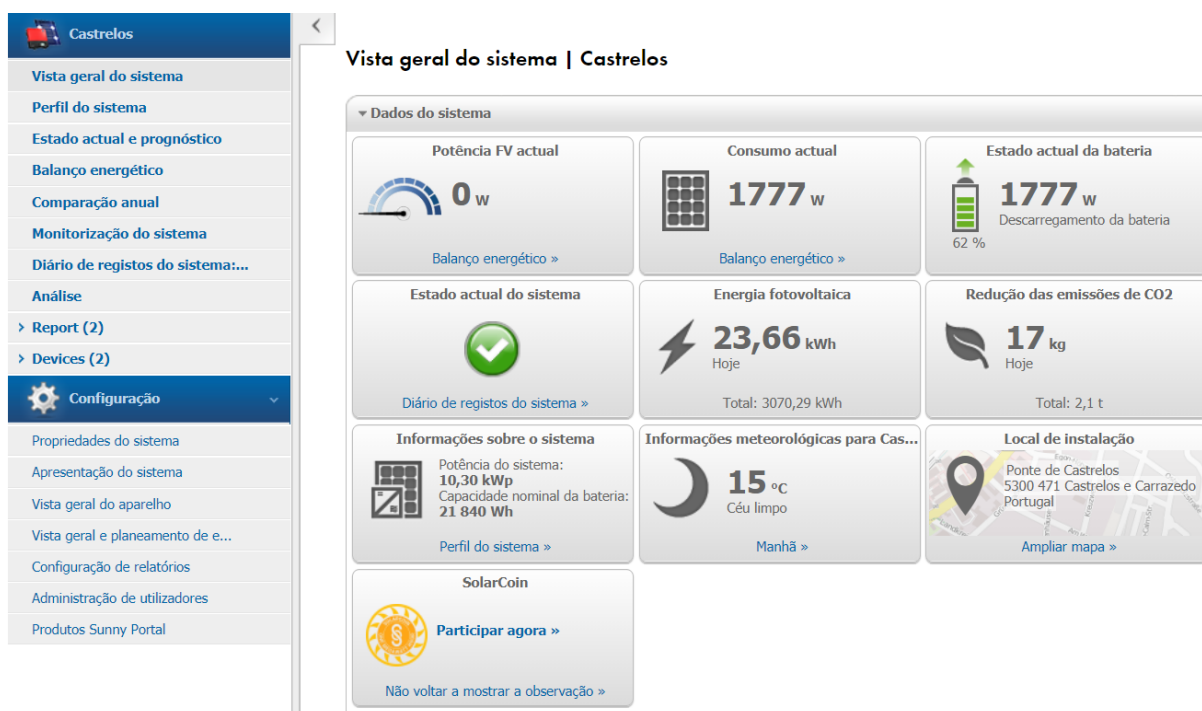 Castrelos
Vista geral do sistema
Perfil do sistema
Estado actual e prognóstico
Balanço energético
Comparação anual
Monitorização do sistema
Diário de registos do sistema:...
Análise
Report (2)
Devices (2)
Configuração
Propriedades do sistema
Apresentação do sistema
Vista geral do aparelho
Vista geral e planeamento de e...
Configuração de relatórios
Administração de utilizadores
Produtos Sunny Portal
Vista geral do sistema | Castrelos
Dados do sistema
Potência FV actual
0 W
Balanço energético »
Consumo actual
1777 W
Balanço energético »
Estado actual da bateria
1777 W
Descarregamento da bateria
62 %
Estado actual do sistema
Diário de registos do sistema »
Energia fotovoltaica
23,66 kWh
Hoje
Total: 3070,29 kWh
Redução das emissões de CO2
17 kg
Hoje
Total: 2,1 t
Informações sobre o sistema
Potência do sistema:
10,30 kWp
Capacidade nominal da bateria:
21 840 Wh
Perfil do sistema »
Informações meteorológicas para Cas...
15 °C
Céu limpo
Manhã »
Local de instalação
Ponte de Castrelos
5300 471 Castrelos e Carrazedo
Portugal
Ampliar mapa »
SolarCoin
Participar agora »
Não voltar a mostrar a observação »